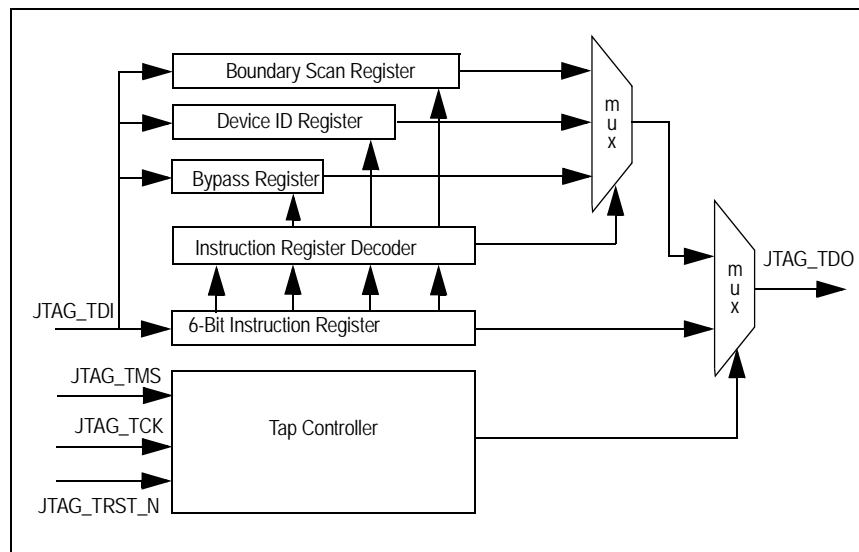 Boundary Scan Register
Device ID Register
Bypass Register
Instruction Register Decoder
6-Bit Instruction Register
Tap Controller
JTAG_TDI
JTAG_TMS
JTAG_TCK
JTAG_TRST_N
m
u
x
m
u
x
JTAG_TDO